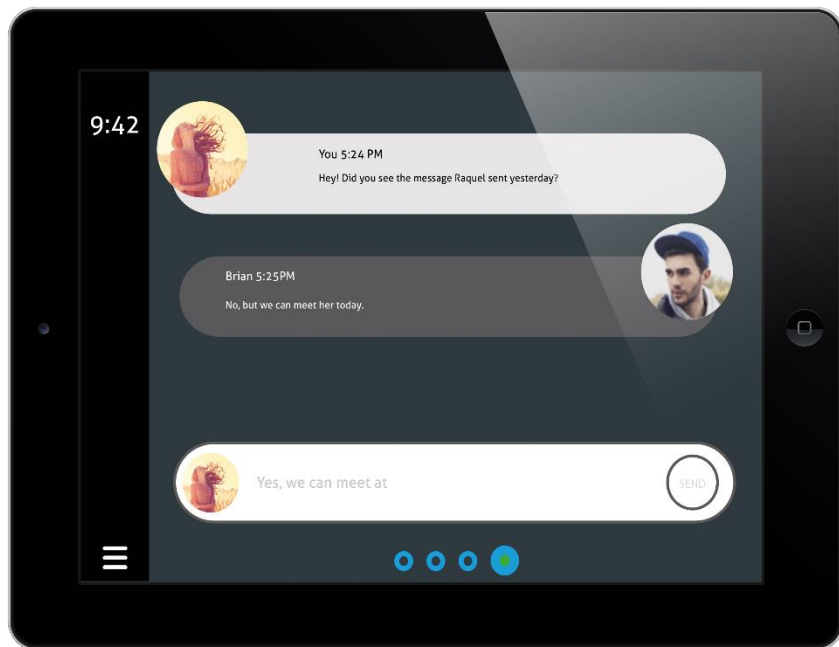 9:42
You 5:24 PM
Hey! Did you see the message Raquel sent yesterday?
Brian 5:25PM
No, but we can meet her today.
Yes, we can meet at
SEND